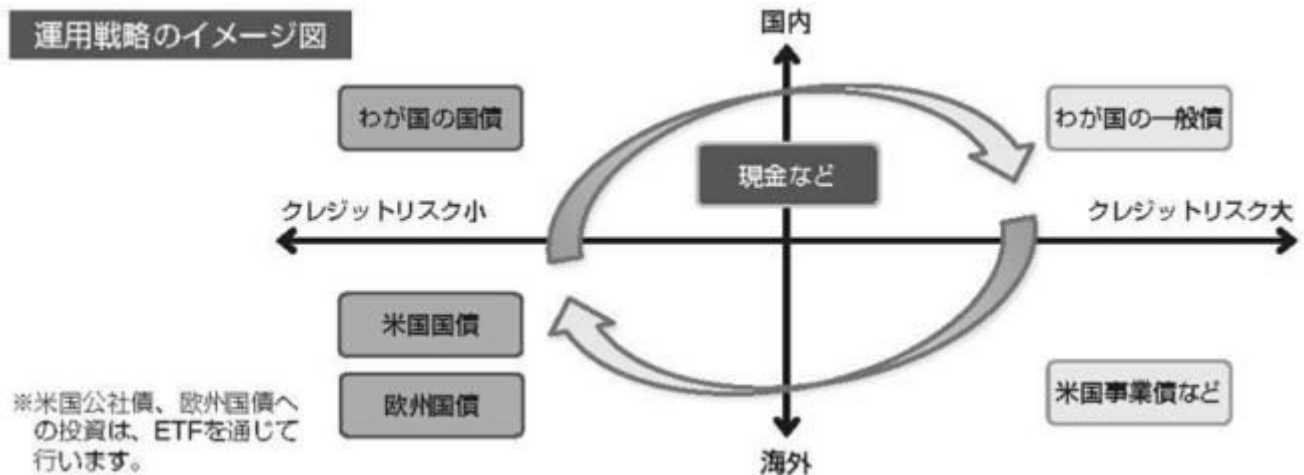 運用戦略のイメージ図
国内
わが国の国債
わが国の一般債
現金など
クレジットリスク小
クレジットリスク大
米国国債
欧州国債
米国事業債など
※米国公社債、欧州国債へ
の投資は、ETFを通じて
行います。
海外